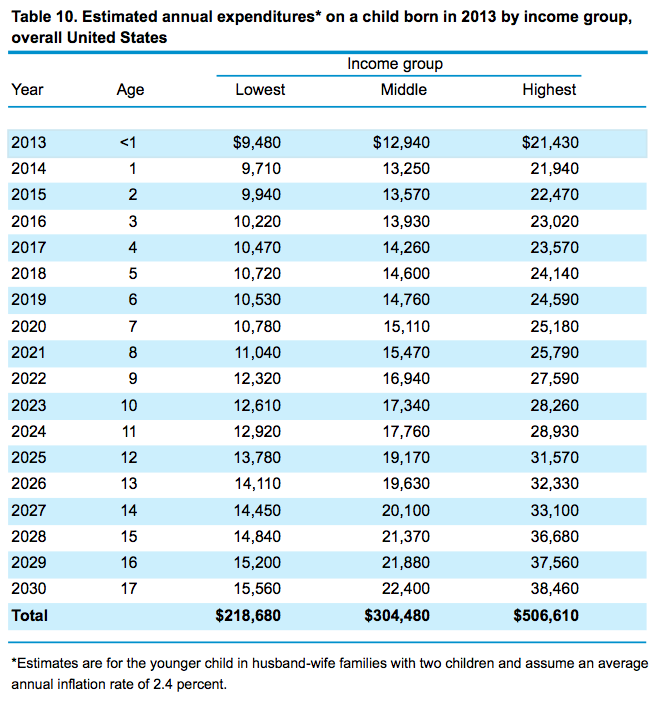 Table 10. Estimated annual expenditures* on a child born in 2013 by income group,
overall United States
Income group
Year Age Lowest Middle Highest
2013 <1 $9,480 $12,940 $21,430
2014 1 9,710 13,250 21,940
2015 2 9,940 13,570 22,470
2016 3 10,220 13,930 23,020
2017 4 10,470 14,260 23,570
2018 5 10,720 14,600 24,140
2019 6 10,530 14,760 24,590
2020 7 10,780 15,110 25,180
2021 8 11,040 15,470 25,790
2022 9 12,320 16,940 27,590
2023 10 12,610 17,340 28,260
2024 11 12,920 17,760 28,930
2025 12 13,780 19,170 31,570
2026 13 14,110 19,630 32,330
2027 14 14,450 20,100 33,100
2028 15 14,840 21,370 36,680
2029 16 15,200 21,880 37,560
2030 17 15,560 22,400 38,460
Total $218,680 $304,480 $506,610
*Estimates are for the younger child in husband-wife families with two children and assume an average
annual inflation rate of 2.4 percent.